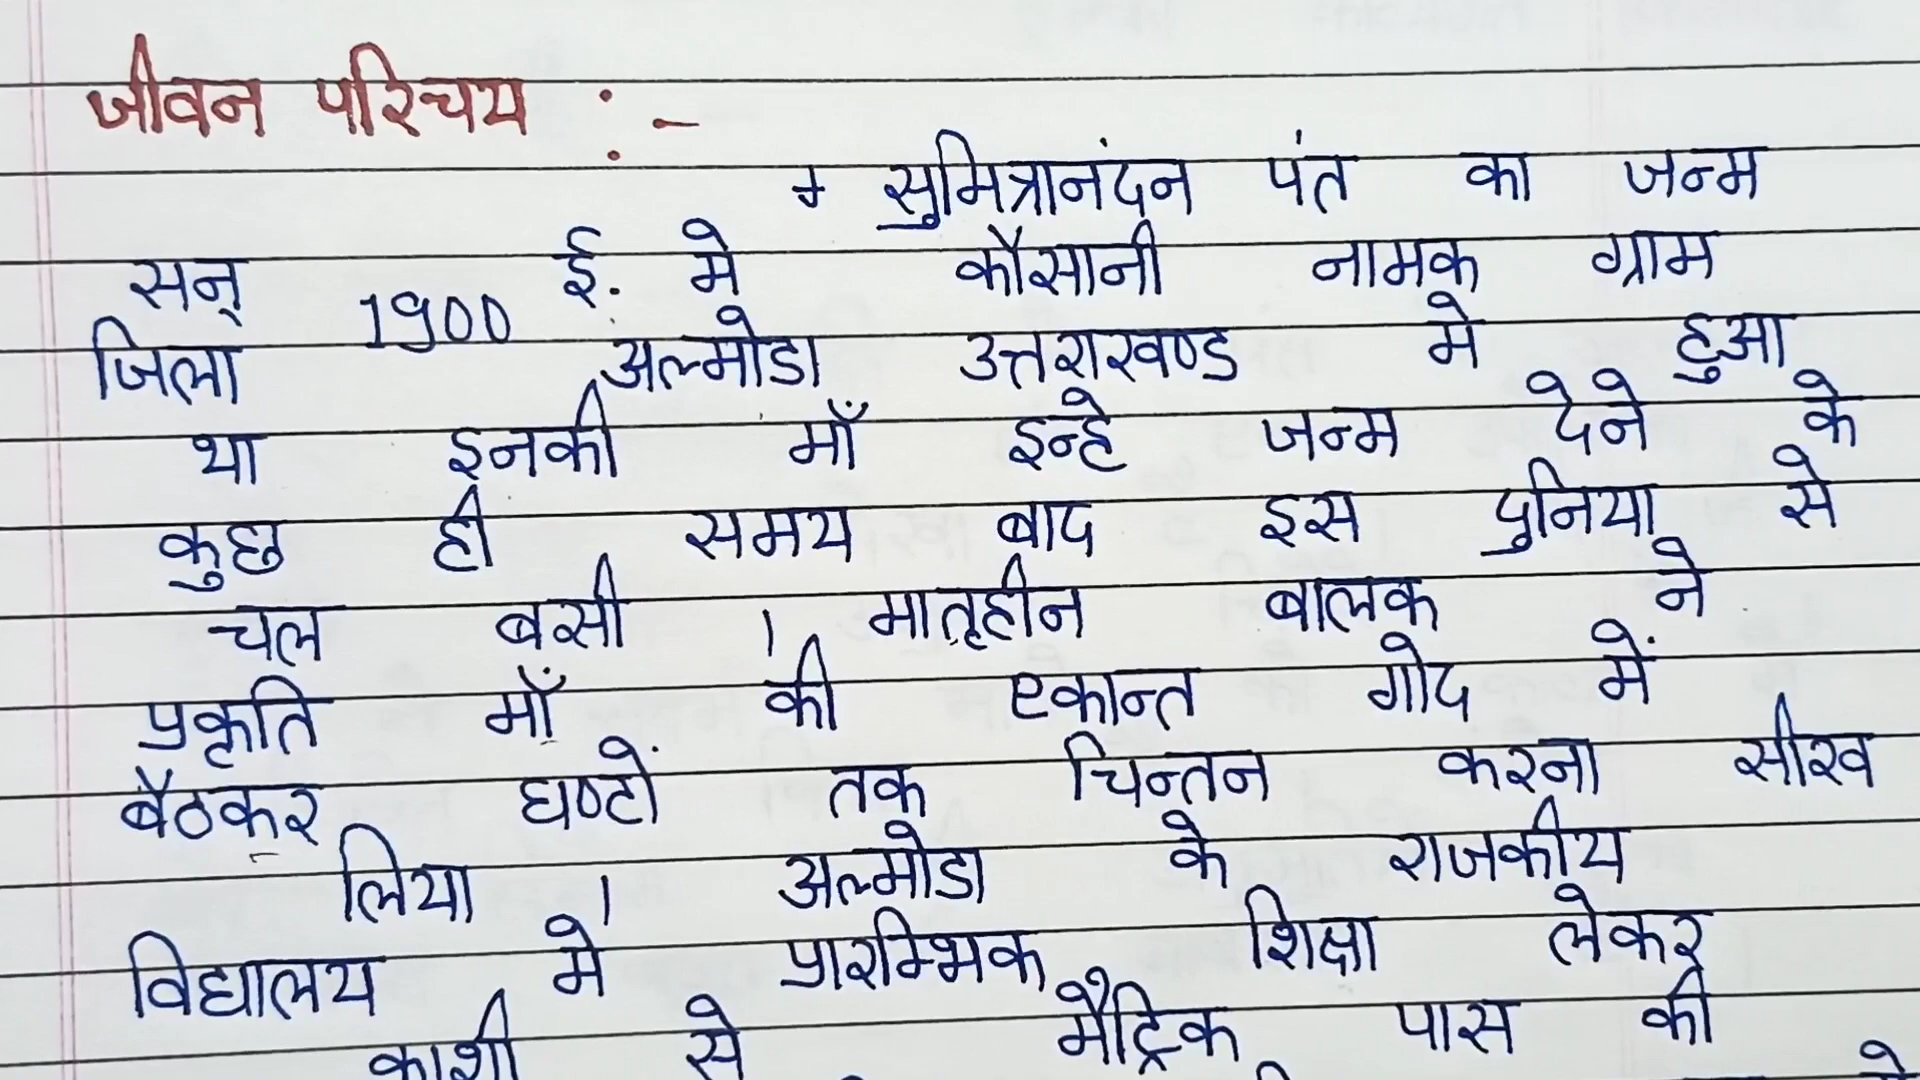 जीवन परिचय :-
+ सुमित्रानंदन पंत का जन्म
सन् 1900 ई. मे कौसानी नामक ग्राम
जिला अल्मोडा उत्तराखण्ड मे हुआ
था इनकी माँ इन्हे जन्म देने के
कुछ ही समय बाद इस दुनिया से
चल बसी । मातृहीन बालक ने
प्रकृति माँ की एकान्त गोद में
बैठकर घण्टों तक चिन्तन करना सीख
लिया । अल्मोडा के राजकीय
विद्यालय मे प्रारम्भिक शिक्षा लेकर
काशी से मैट्रिक पास की